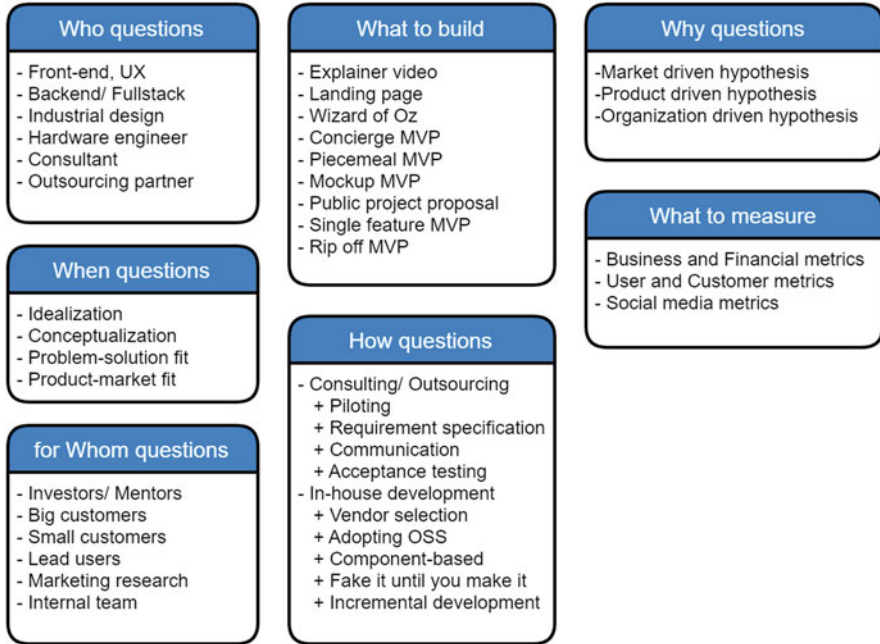 Who questions
- Front-end, UX
- Backend/ Fullstack
- Industrial design
- Hardware engineer
- Consultant
- Outsourcing partner
When questions
- Idealization
- Conceptualization
- Problem-solution fit
- Product-market fit
for Whom questions
- Investors/ Mentors
- Big customers
- Small customers
- Lead users
- Marketing research
- Internal team
What to build
- Explainer video
- Landing page
- Wizard of Oz
- Concierge MVP
- Piecemeal MVP
- Mockup MVP
- Public project proposal
- Single feature MVP
- Rip off MVP
How questions
- Consulting/ Outsourcing
+ Piloting
+ Requirement specification
+ Communication
+ Acceptance testing
- In-house development
+ Vendor selection
+ Adopting OSS
+ Component-based
+ Fake it until you make it
+ Incremental development
Why questions
-Market driven hypothesis
-Product driven hypothesis
-Organization driven hypothesis
What to measure
- Business and Financial metrics
- User and Customer metrics
- Social media metrics